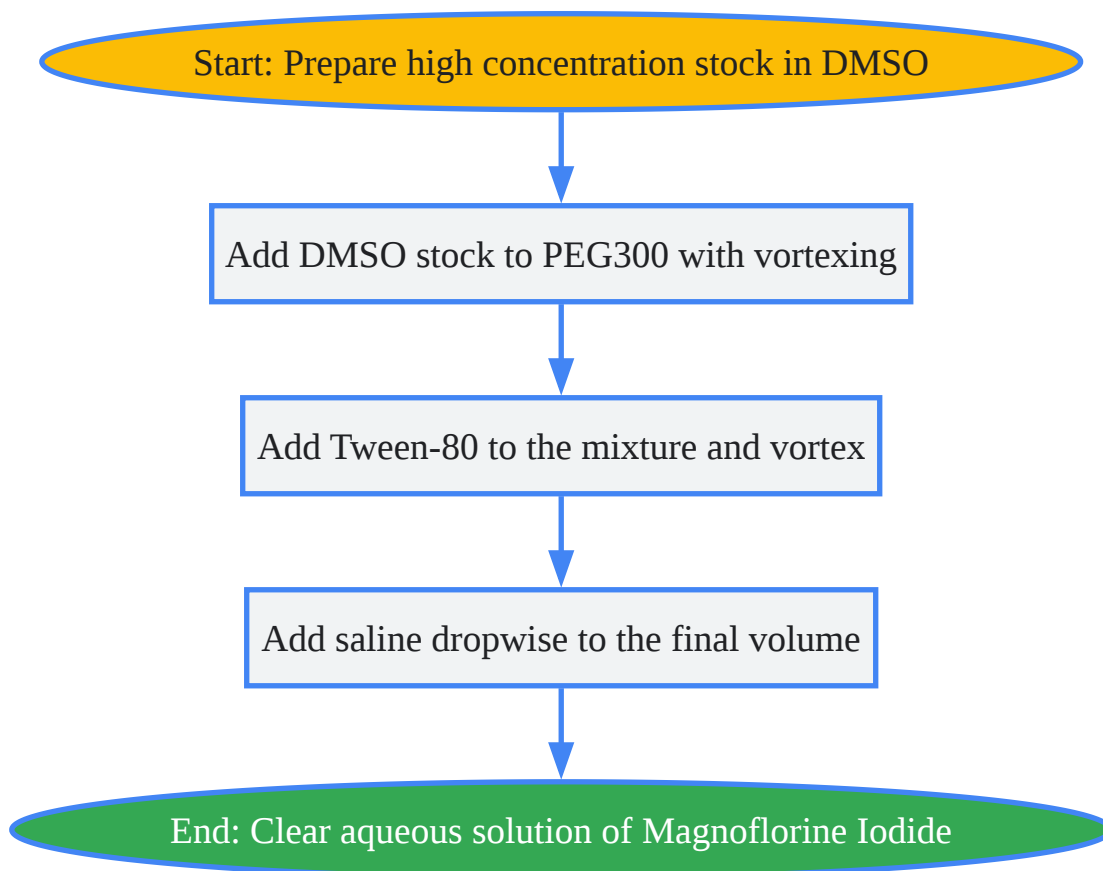 Start: Prepare high concentration stock in DMSO
Add DMSO stock to PEG300 with vortexing
Add Tween-80 to the mixture and vortex
Add saline dropwise to the final volume
End: Clear aqueous solution of Magnoflorine Iodide